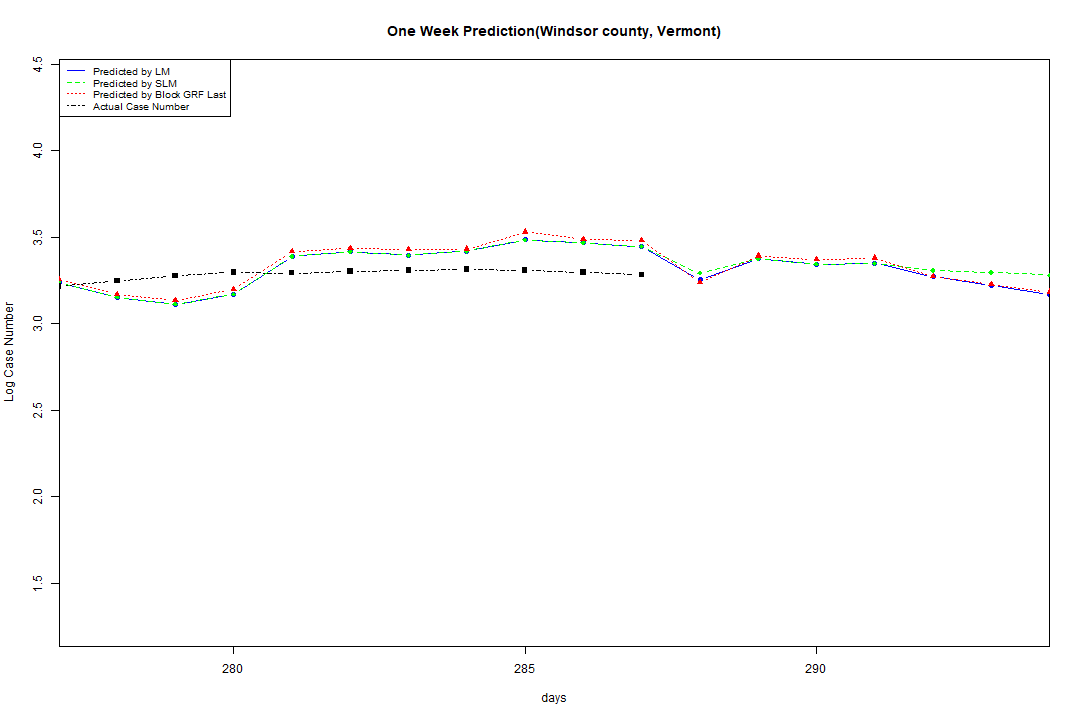 One Week Prediction(Windsor county, Vermont)
4.5
4.0
3.5
3.0
2.5
2.0
1.5
Log Case Number
Predicted by LM
Predicted by SLM
Predicted by Block GRF Last
Actual Case Number
280
285
290
days